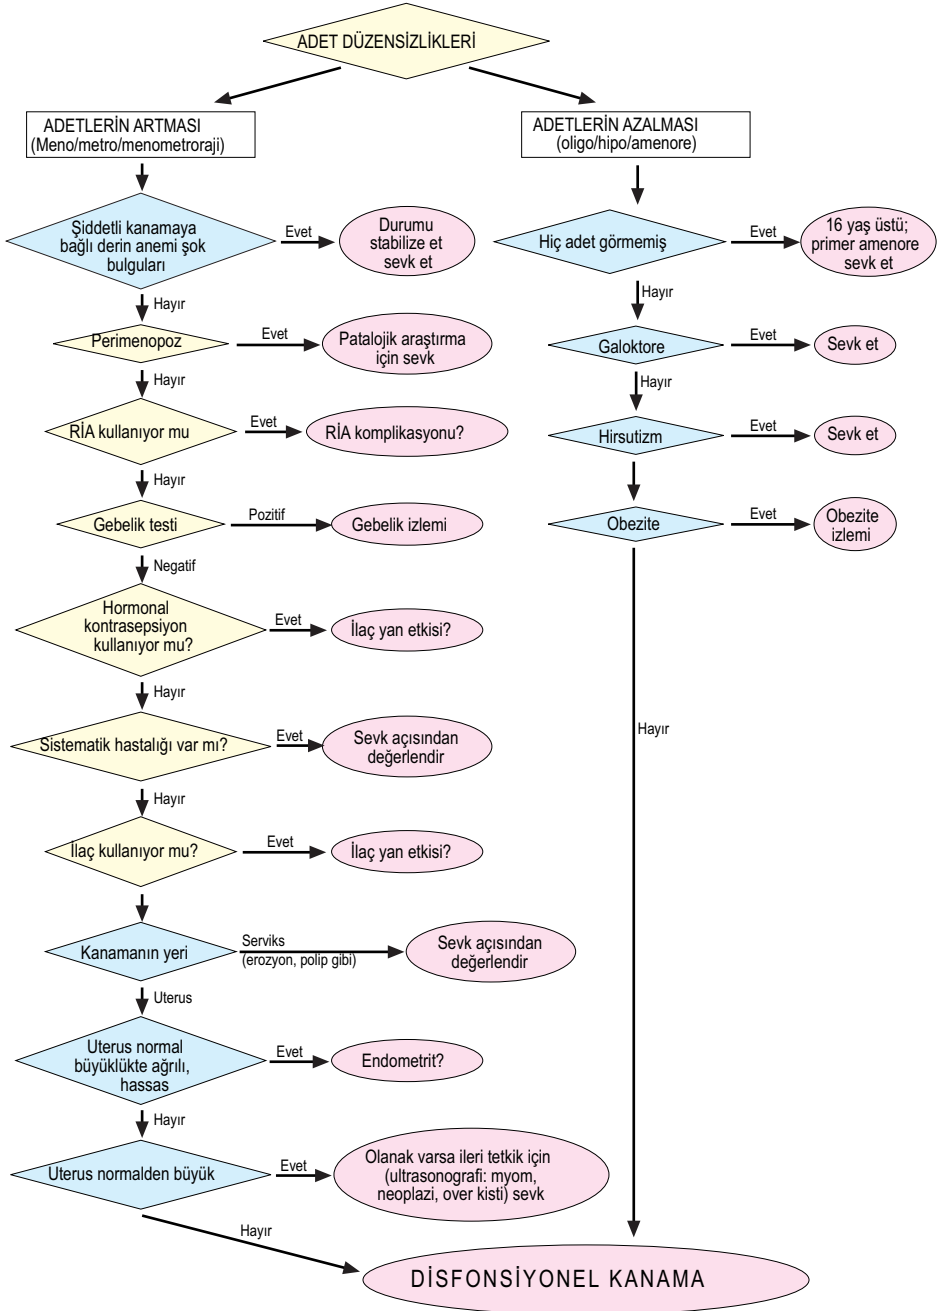 ADET DÜZENSİZLİKLERİ
ADETLERİN ARTMASI
(Meno/metro/menometroraji)
ADETLERİN AZALMASI
(oligo/hipo/amenore)
Şiddetli kanamaya
bağlı derin anemi şok
bulguları
Evet
Durumu
stabilize et
sevk et
Hiç adet görmemiş
Evet
16 yaş üstü;
primer amenore
sevk et
Hayır
Hayır
Perimenopoz
Evet
Patalojik araştırma
için sevk
Galoktore
Evet
Sevk et
Hayır
Hayır
RİA kullanıyor mu
Evet
RİA komplikasyonu?
Hirsutizm
Evet
Sevk et
Hayır
Gebelik testi
Pozitif
Gebelik izlemi
Obezite
Evet
Obezite
izlemi
Negatif
Hormonal
kontrasepsiyon
kullanıyor mu?
Evet
İlaç yan etkisi?
Hayır
Sistematik hastalığı var mı?
Evet
Sevk açısından
değerlendir
Hayır
Hayır
İlaç kullanıyor mu?
Evet
İlaç yan etkisi?
Kanamanın yeri
Serviks
(erozyon, polip gibi)
Sevk açısından
değerlendir
Uterus
Uterus normal
büyüklükte ağrılı,
hassas
Evet
Endometrit?
Hayır
Uterus normalden büyük
Evet
Olanak varsa ileri tetkik için
(ultrasonografi: myom,
neoplazi, over kisti) sevk
Hayır
DİSFONSİYONEL KANAMA